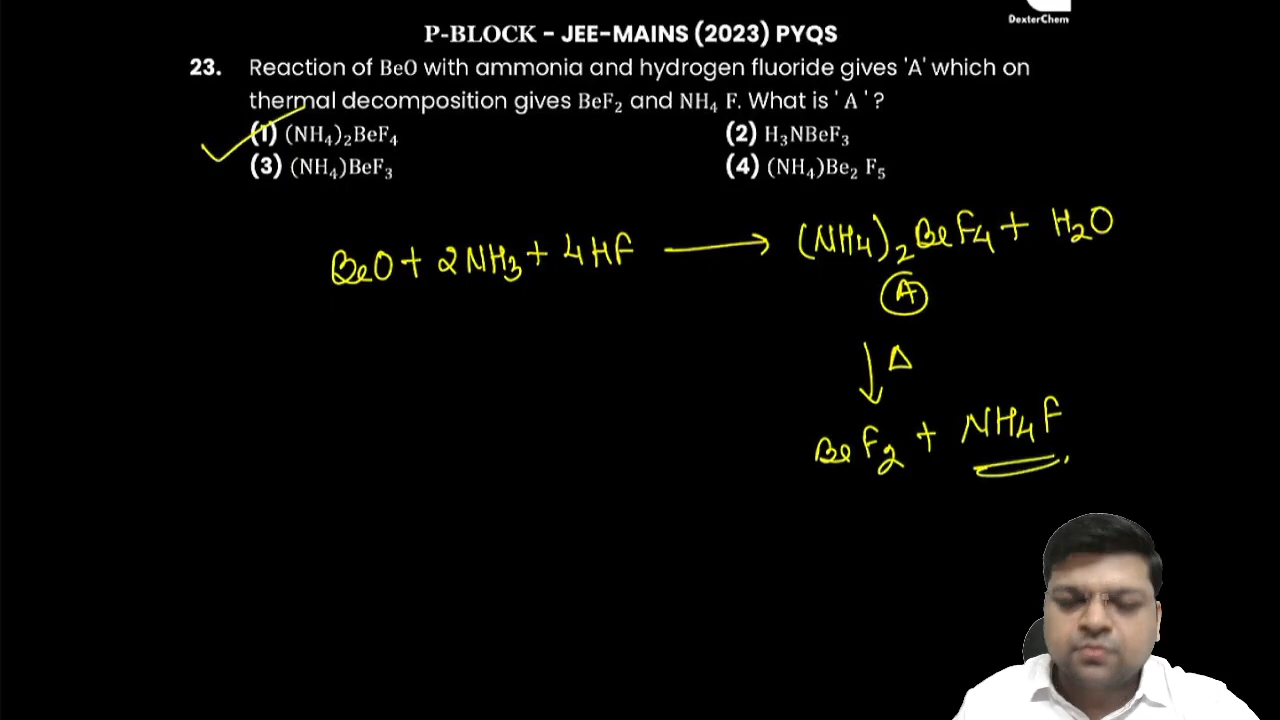 DexterChem
P-BLOCK - JEE-MAINS (2023) PYQS
23. Reaction of BeO with ammonia and hydrogen fluoride gives 'A' which on
thermal decomposition gives BeF₂ and NH₄ F. What is ' A '?
(1) (NH₄)₂BeF₄ (2) H₃NBeF₃
(3) (NH₄)BeF₃ (4) (NH₄)Be₂ F₅
BeO + 2NH₃ + 4HF → (NH₄)₂BeF₄ + H₂O
A
↓ Δ
BeF₂ + NH₄F